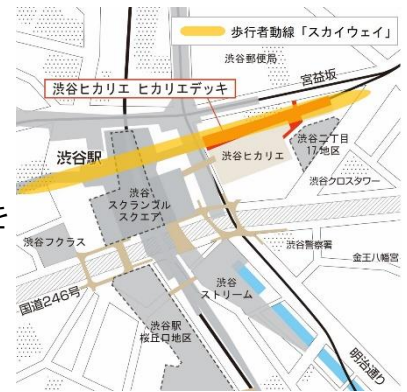 歩行者動線「スカイウェイ」
渋谷郵便局
宮益坂
渋谷ヒカリエ ヒカリエデッキ
渋谷駅
渋谷ヒカリエ
渋谷二丁目
17地区
渋谷
スクランブル
スクエア
渋谷クロスタワー
を
渋谷フクラス
渋谷警察署
金王八幡宮
国道246号
渋谷
ストリーム
渋谷駅
桜丘口地区
明治通り